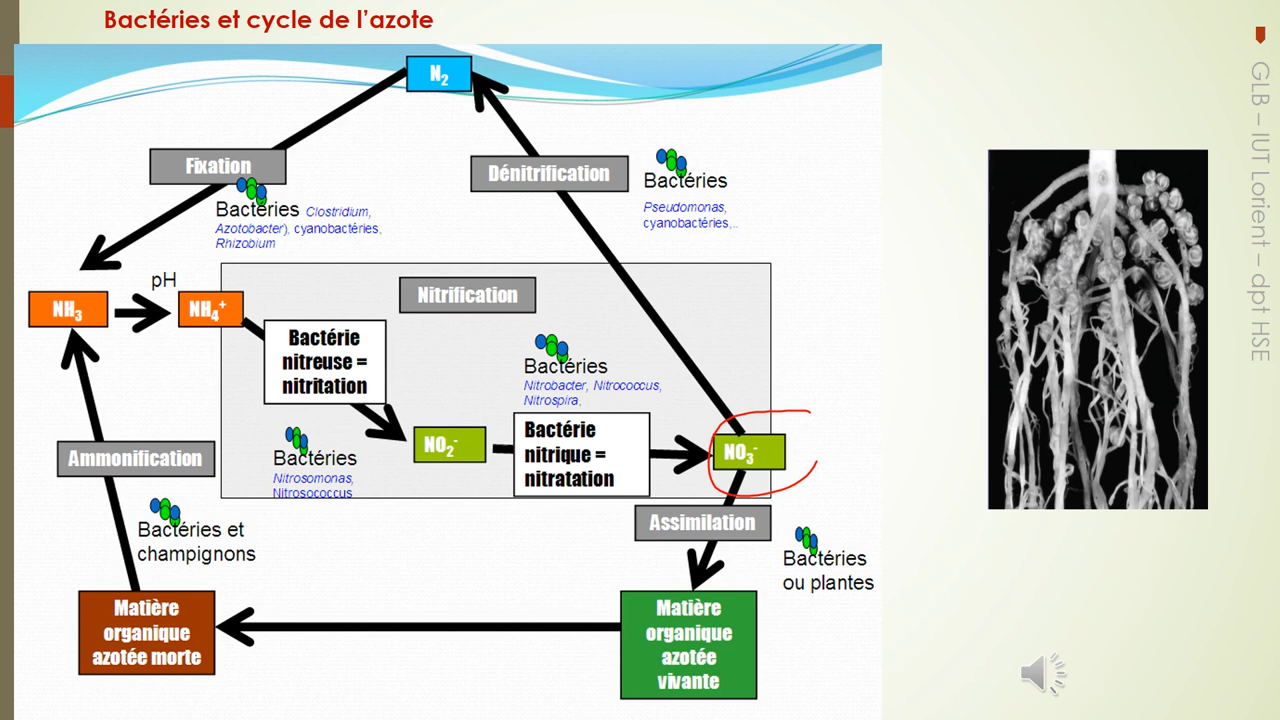 Bactéries et cycle de l'azote
N2
Fixation
Dénitrification
Bactéries
Pseudomonas,
cyanobactéries,..
Bactéries Clostridium,
Azotobacter), cyanobactéries,
Rhizobium
pH
NH3
NH4+
Nitrification
Bactérie
nitreuse =
nitritation
Bactéries
Nitrobacter, Nitrococcus,
Nitrospira,
NO2-
Bactérie
nitrique =
nitratation
NO3-
Bactéries
Nitrosomonas,
Nitrosococcus
Ammonification
Bactéries et
champignons
Assimilation
Bactéries
ou plantes
Matière
organique
azotée morte
Matière
organique
azotée
vivante
GLB – IUT Lorient – dpt HSE